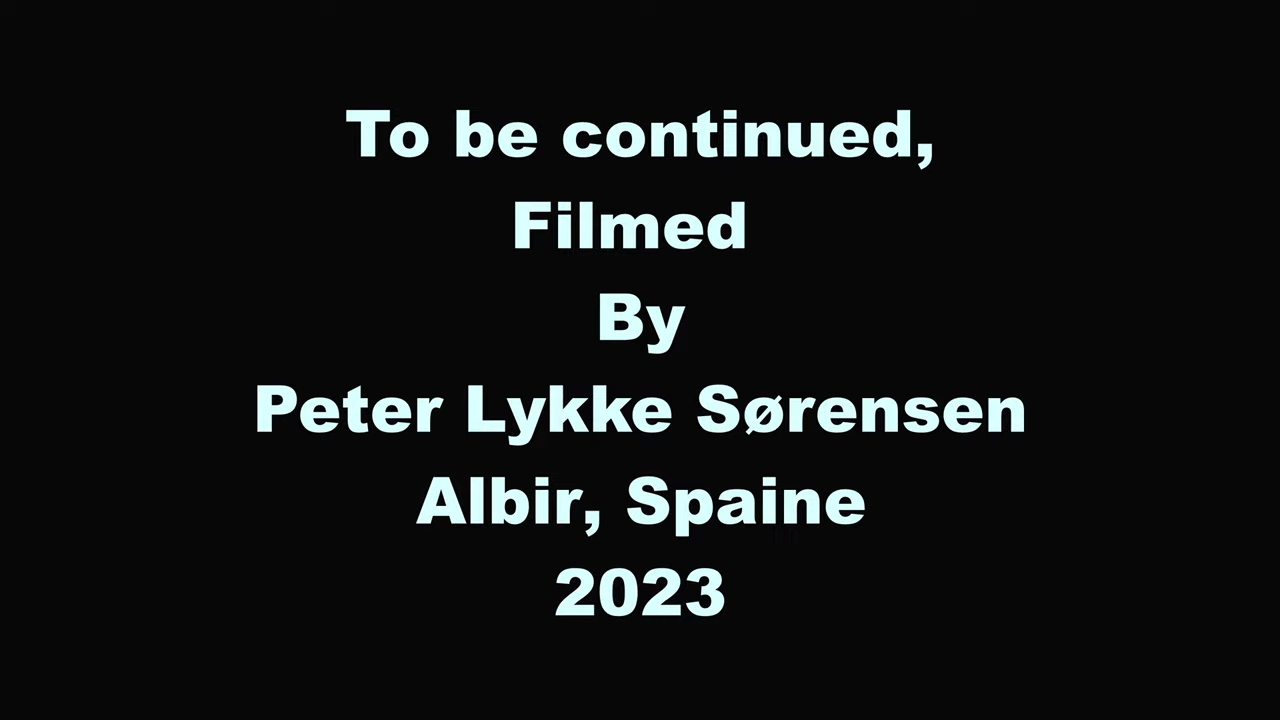 To be continued,
Filmed
By
Peter Lykke Sørensen
Albir, Spaine
2023